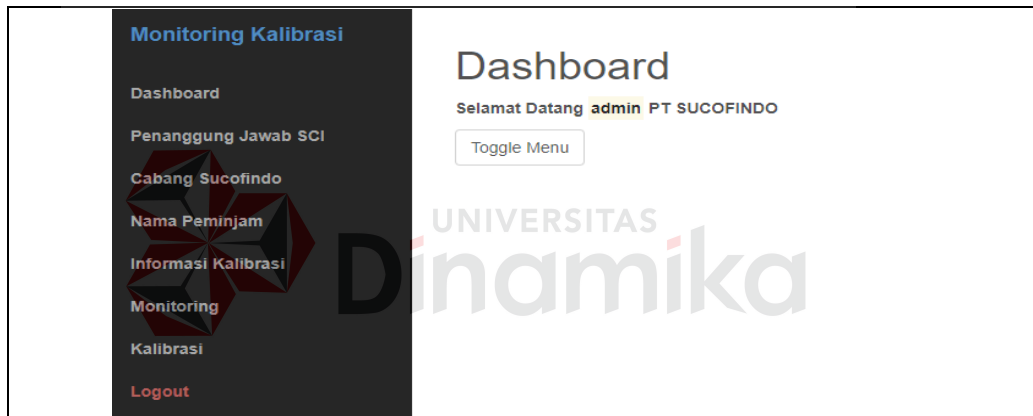 Monitoring Kalibrasi
Dashboard
Penanggung Jawab SCI
Cabang Sucofindo
Nama Peminjam
Informasi Kalibrasi
Monitoring
Kalibrasi
Logout
Dashboard
Selamat Datang admin PT SUCOFINDO
Toggle Menu
UNIVERSITAS
Dinamika